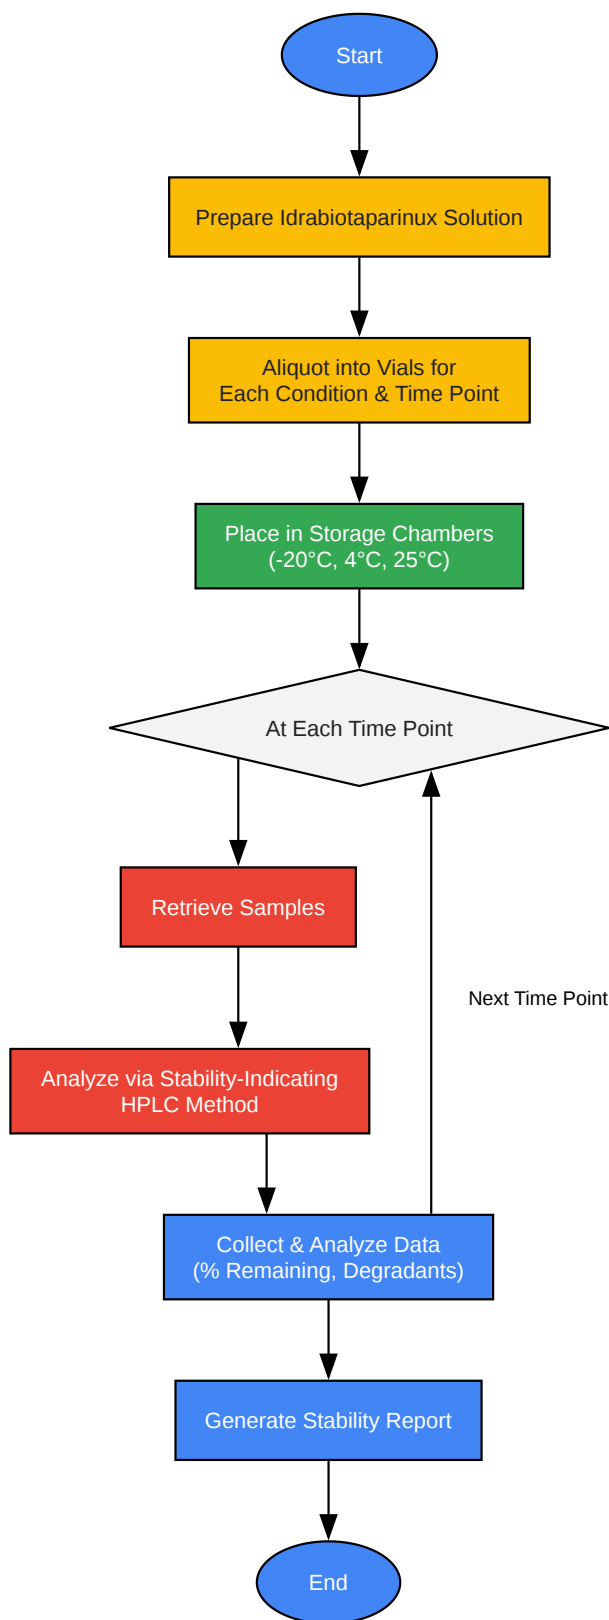 Start
Prepare Idrabiotaparinux Solution
Aliquot into Vials for
Each Condition & Time Point
Place in Storage Chambers
(-20°C, 4°C, 25°C)
At Each Time Point
Retrieve Samples
Next Time Point
Analyze via Stability-Indicating
HPLC Method
Collect & Analyze Data
(% Remaining, Degradants)
Generate Stability Report
End